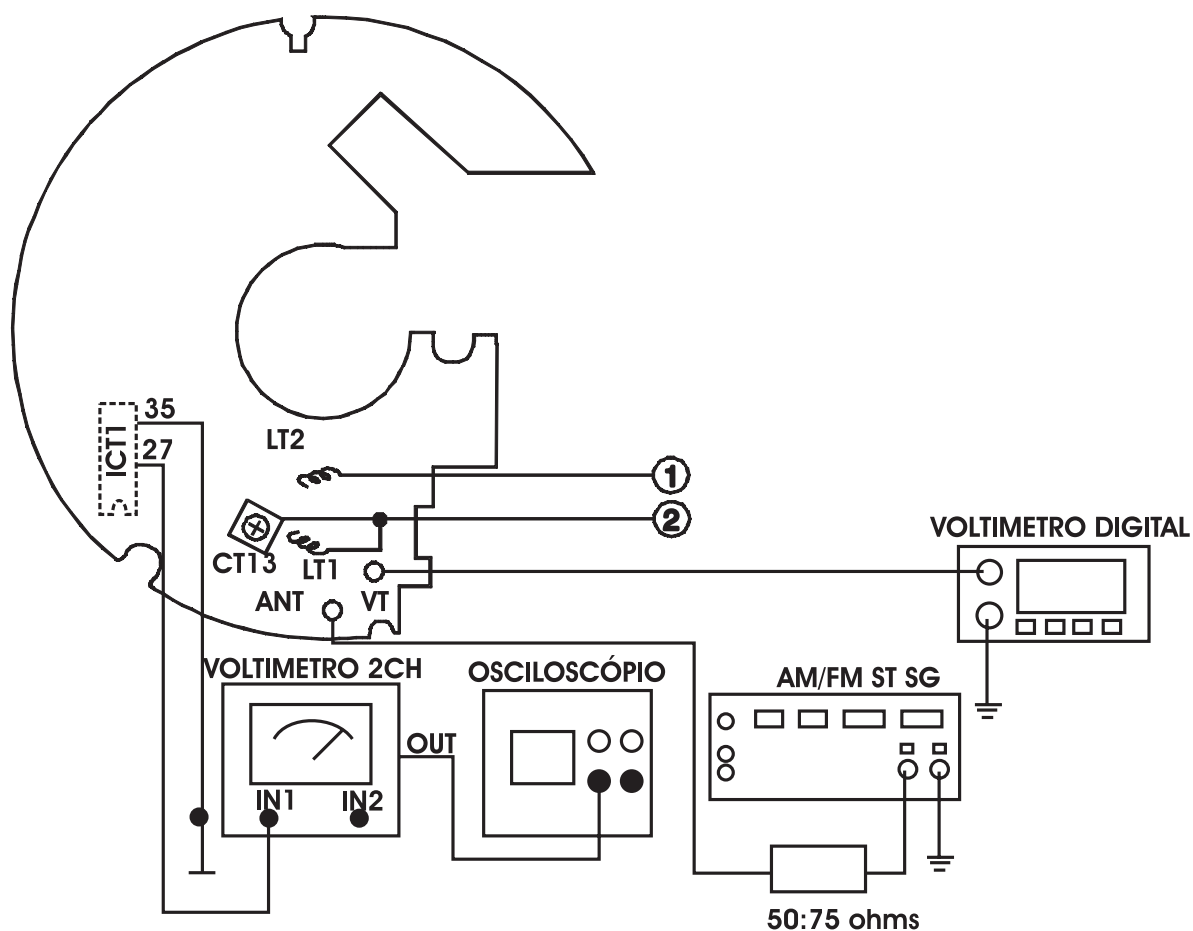 35
27
ICT1
LT2
1
2
CT13
LT1
ANT
VT
VOLTIMETRO DIGITAL
VOLTIMETRO 2CH
OSCILOSCÓPIO
AM/FM ST SG
OUT
IN1
IN2
50:75 ohms